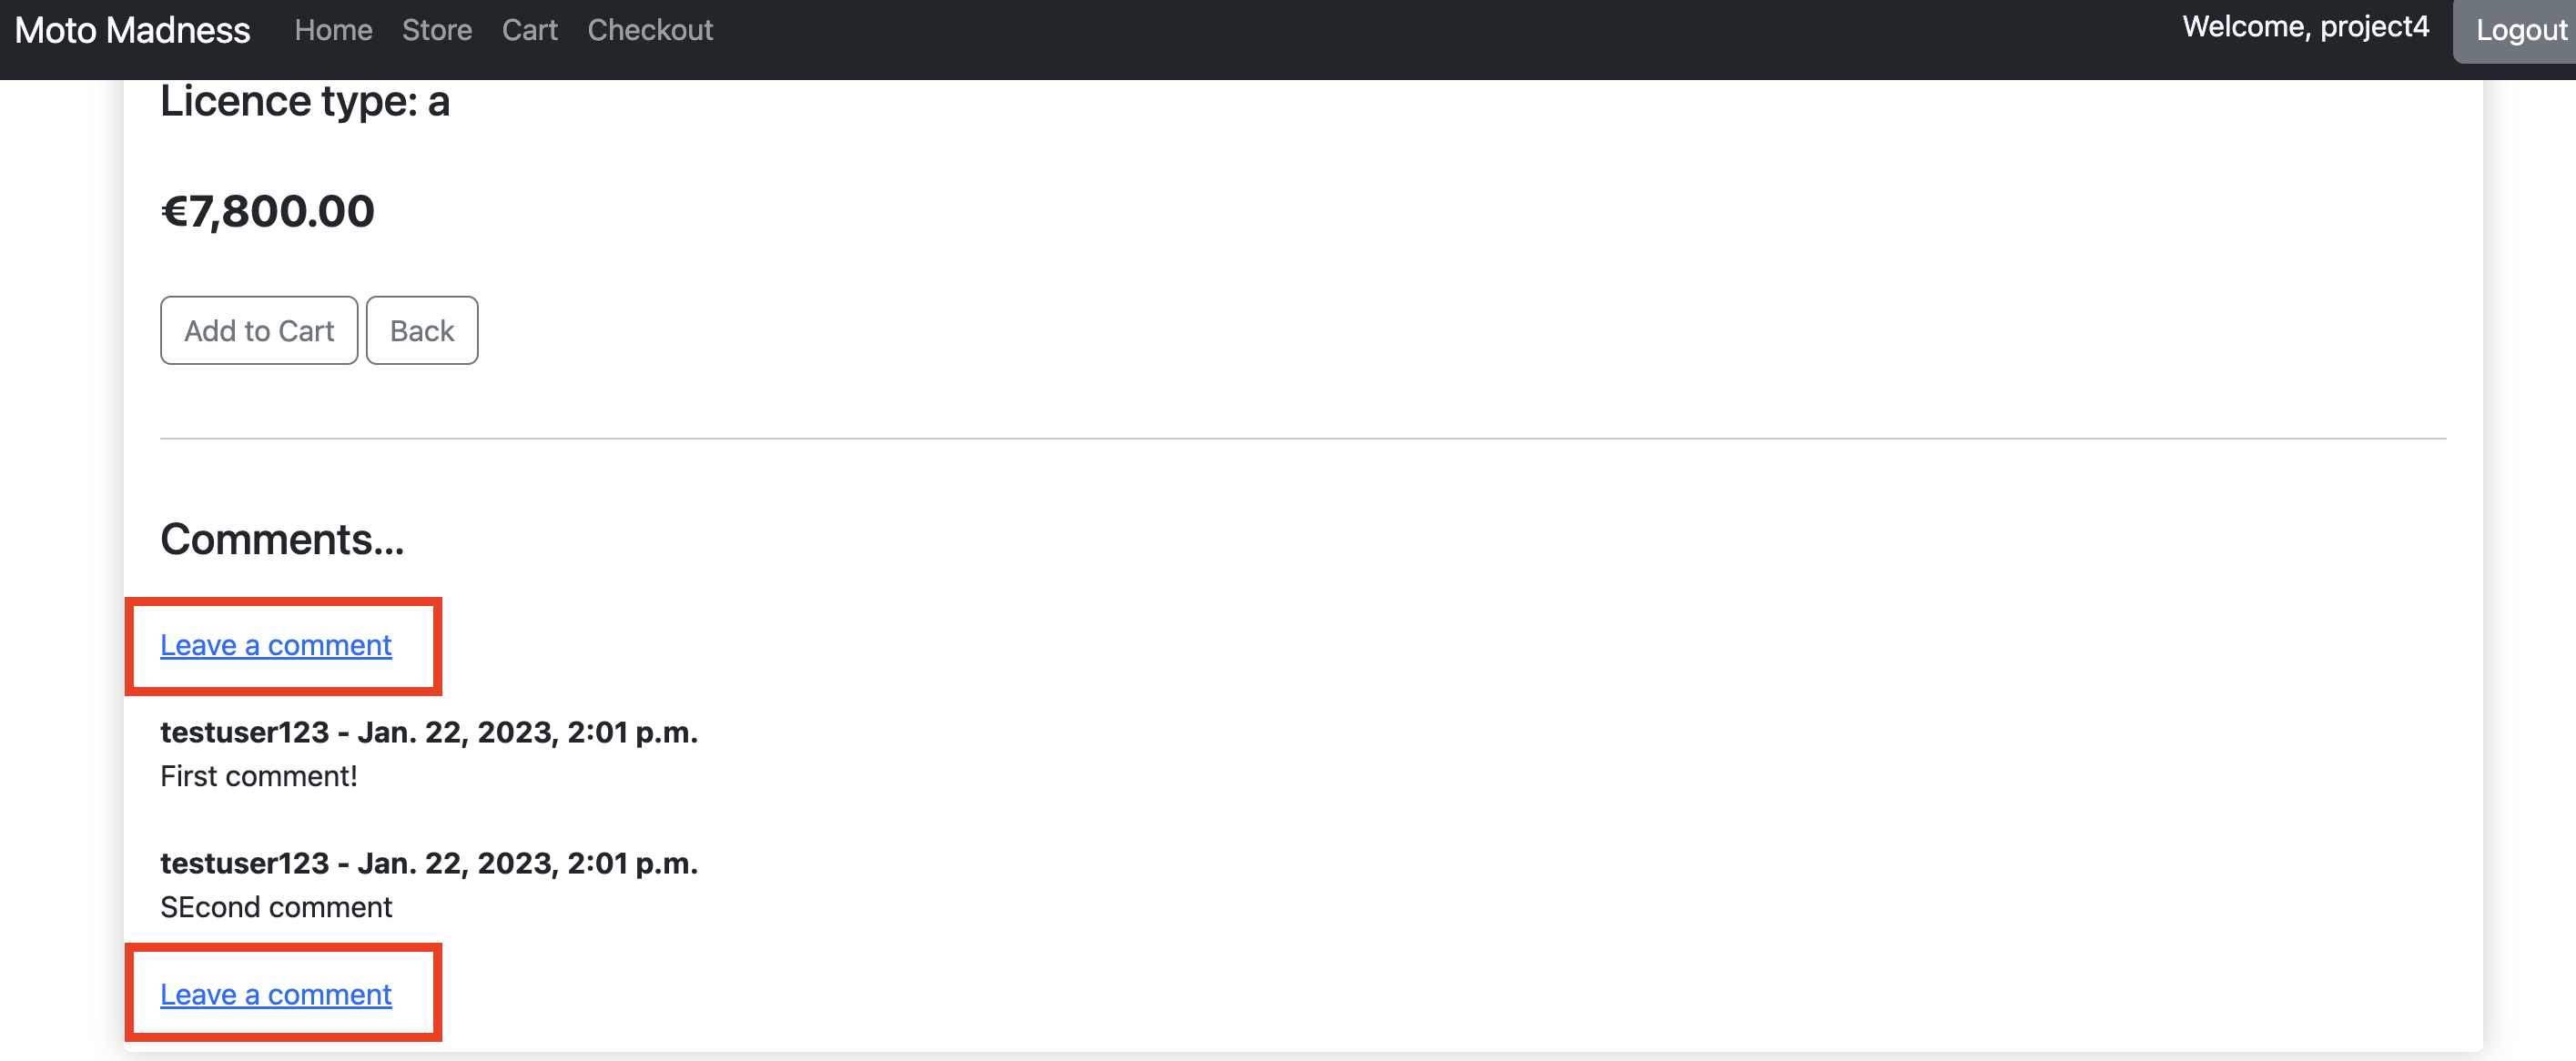 Moto Madness Home Store Cart Checkout Welcome, project4 Logout
Licence type: a
€7,800.00
Add to Cart Back
Comments...
Leave a comment
testuser123 - Jan. 22, 2023, 2:01 p.m.
First comment!
testuser123 - Jan. 22, 2023, 2:01 p.m.
SEcond comment
Leave a comment